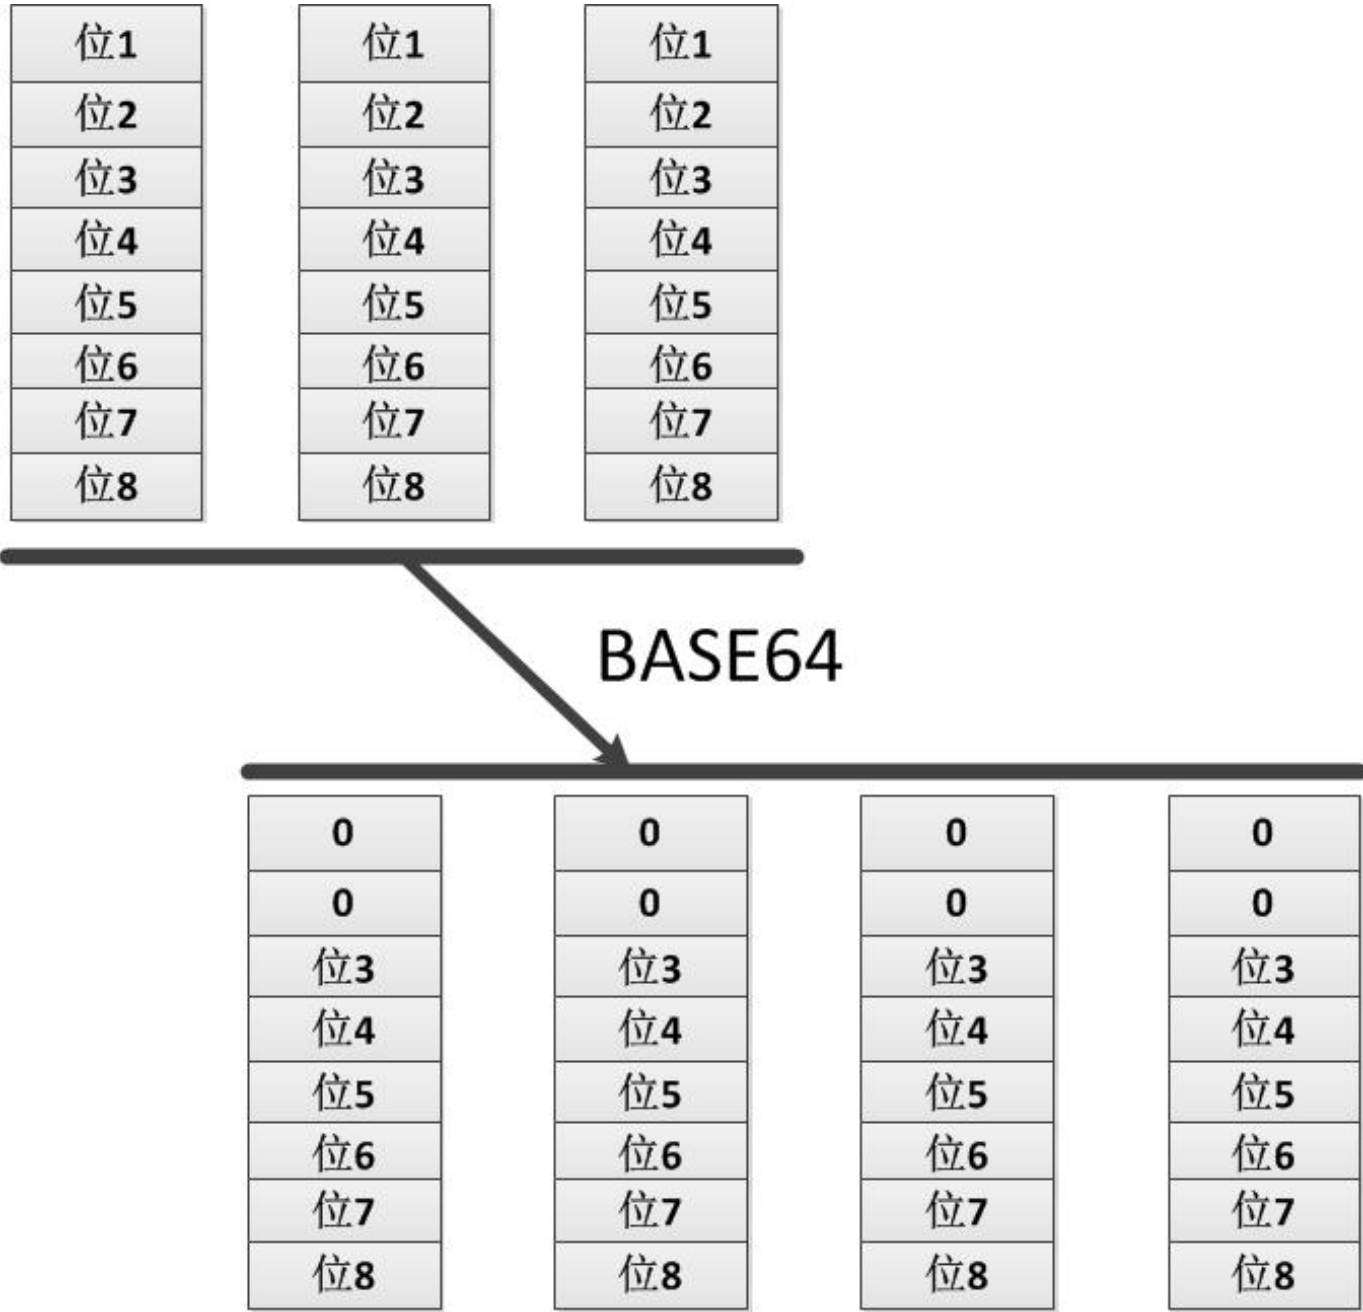 位1 位1 位1
位2 位2 位2
位3 位3 位3
位4 位4 位4
位5 位5 位5
位6 位6 位6
位7 位7 位7
位8 位8 位8
BASE64
0 0 0 0
0 0 0 0
位3 位3 位3 位3
位4 位4 位4 位4
位5 位5 位5 位5
位6 位6 位6 位6
位7 位7 位7 位7
位8 位8 位8 位8